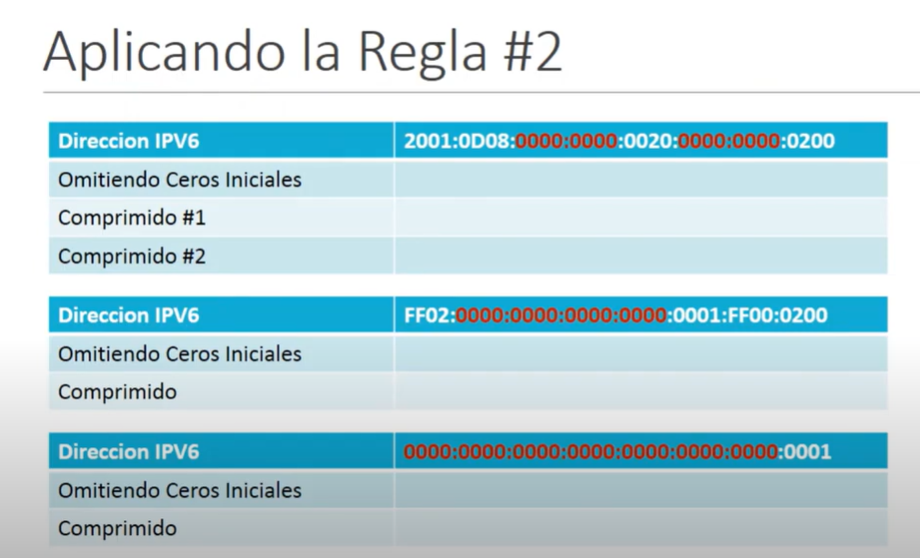 Aplicando la Regla #2
Direccion IPV6 2001:0D08:0000:0000:0020:0000:0000:0200
Omitiendo Ceros Iniciales
Comprimido #1
Comprimido #2
Direccion IPV6 FF02:0000:0000:0000:0000:0001:FF00:0200
Omitiendo Ceros Iniciales
Comprimido
Direccion IPV6 0000:0000:0000:0000:0000:0000:0000:0001
Omitiendo Ceros Iniciales
Comprimido